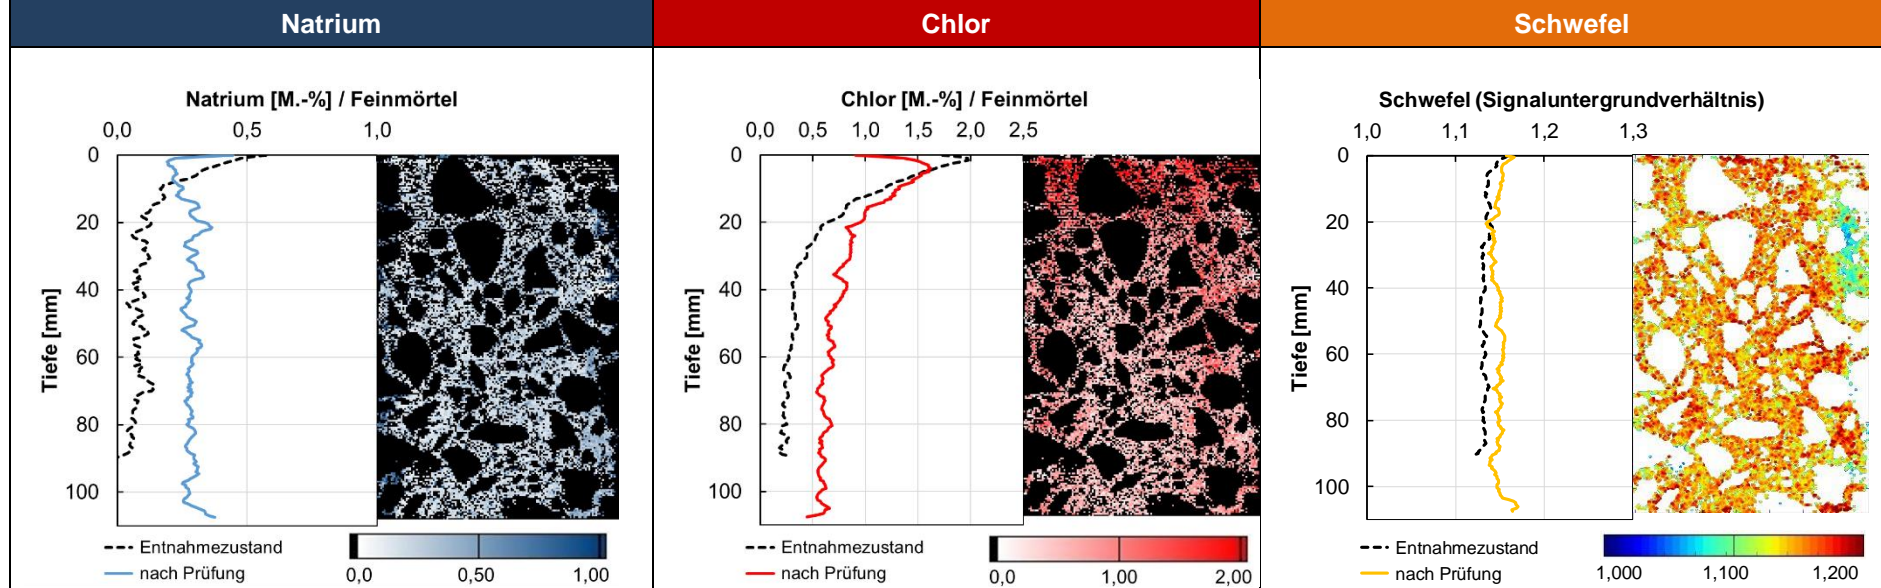 Natrium
Chlor
Schwefel
Natrium [M.-%] / Feinmörtel
0,0 0,5 1,0
0
20
40
60
80
100
Tiefe [mm]
Entnahmezustand
nach Prüfung
0,0 0,50 1,00
Chlor [M.-%] / Feinmörtel
0,0 0,5 1,0 1,5 2,0 2,5
0
20
40
60
80
100
Tiefe [mm]
Entnahmezustand
nach Prüfung
0,0 1,00 2,00
Schwefel (Signaluntergrundverhältnis)
1,0 1,1 1,2 1,3
0
20
40
60
80
100
Tiefe [mm]
Entnahmezustand
nach Prüfung
1,000 1,100 1,200